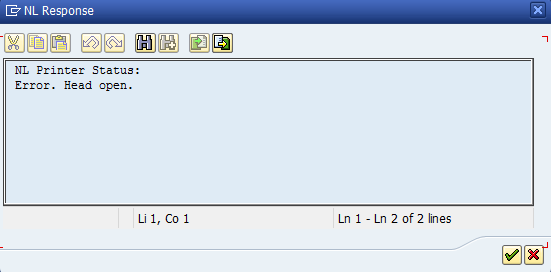 NL Response
NL Printer Status:
Error. Head open.
Li 1, Co 1
Ln 1 - Ln 2 of 2 lines